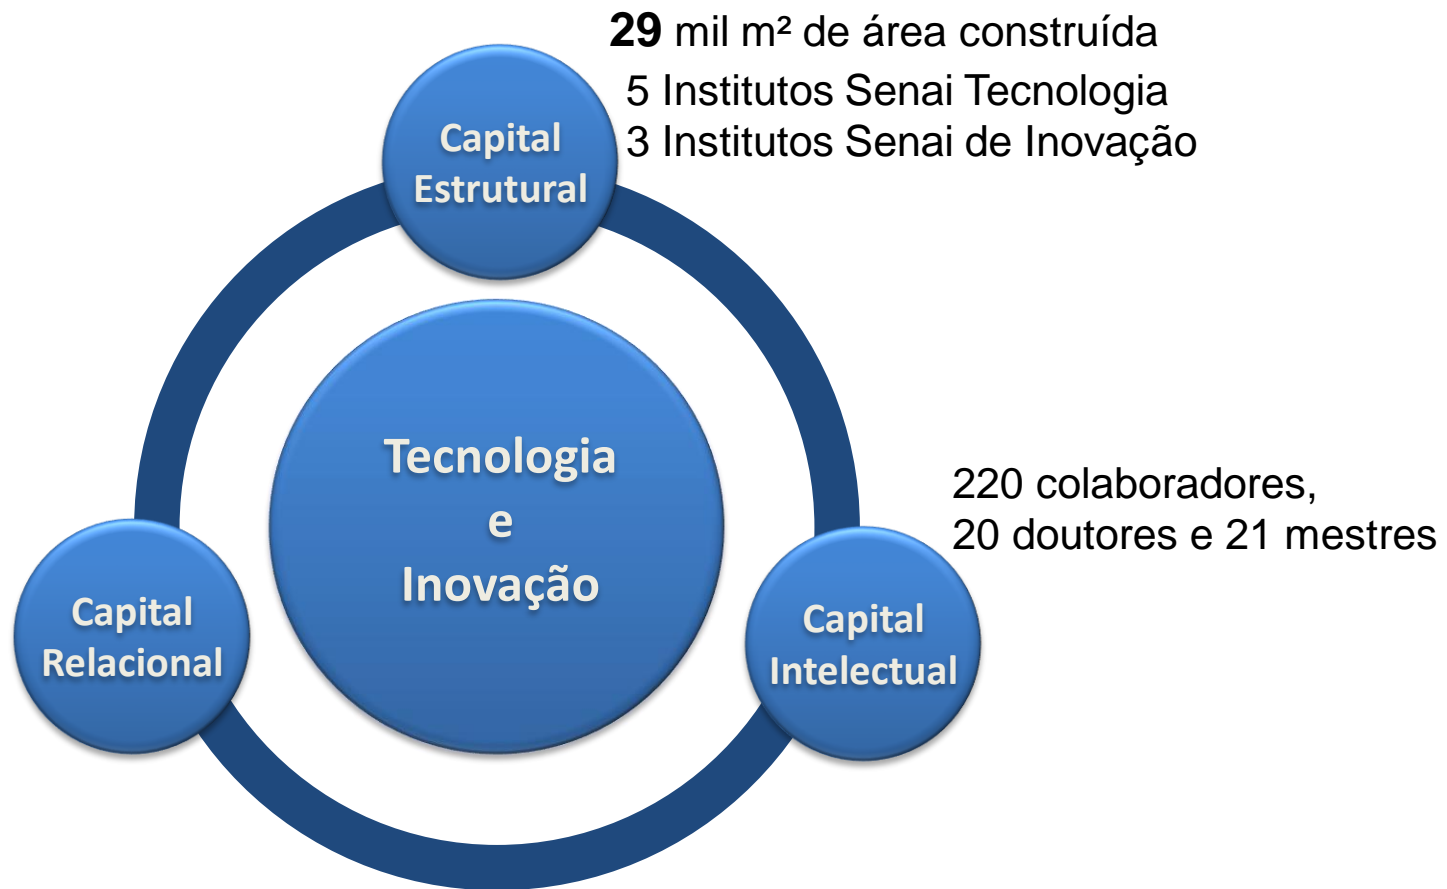 29 mil m² de área construída
5 Institutos Senai Tecnologia
3 Institutos Senai de Inovação
Capital
Estrutural
Tecnologia
e
Inovação
220 colaboradores,
20 doutores e 21 mestres
Capital
Relacional
Capital
Intelectual